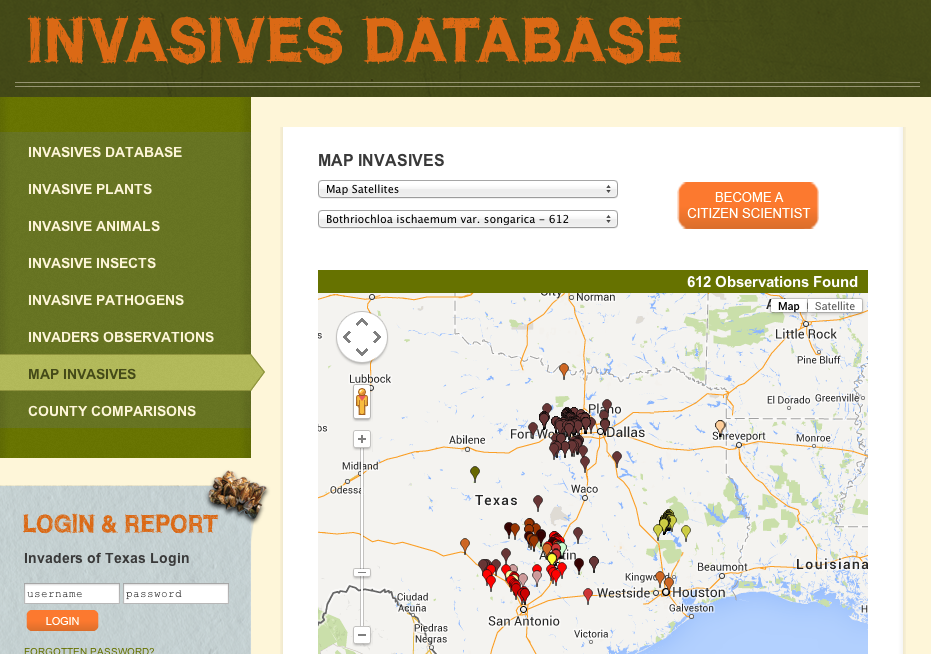 INVASIVES DATABASE
INVASIVES DATABASE
INVASIVE PLANTS
INVASIVE ANIMALS
INVASIVE INSECTS
INVASIVE PATHOGENS
INVADERS OBSERVATIONS
MAP INVASIVES
COUNTY COMPARISONS
LOGIN & REPORT
Invaders of Texas Login
username
password
LOGIN
FORGOTTEN PASSWORD?
MAP INVASIVES
Map Satellites
Bothriochloa ischaemum var. songarica - 612
BECOME A
CITIZEN SCIENTIST
612 Observations Found
Norman
Map
Satellite
Little Rock
Pine Bluff
Lubbock
El Dorado
Greenville
Plano
Dallas
Abilene
Shreveport
Monroe
Midland
Odessa
Texas
Waco
Austin
Beaumont
Louisiana
Kingwood
Westside
Houston
Galveston
Ciudad
Acuña
San Antonio
Piedras
Negras
Victoria